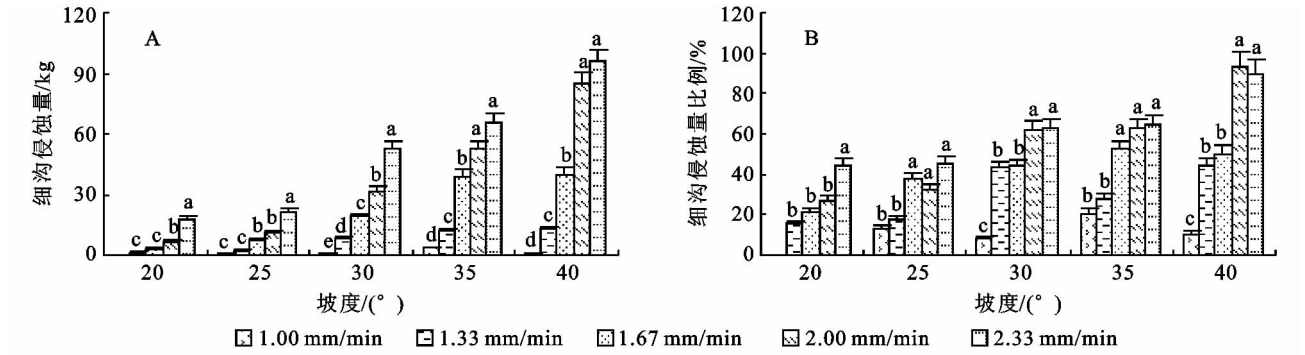 120
90
60
30
0
细沟侵蚀量/kg
A
c c b a
c c b b a
e d c b a
d c b a a
d c b a a
20 25 30 35 40
坡度/(°)
120
100
80
60
40
20
0
细沟侵蚀量比例/%
B
b b b a
b b a a a
c b b a a
b b a a a
c b b a a
20 25 30 35 40
坡度/(°)
1.00 mm/min 1.33 mm/min 1.67 mm/min 2.00 mm/min 2.33 mm/min